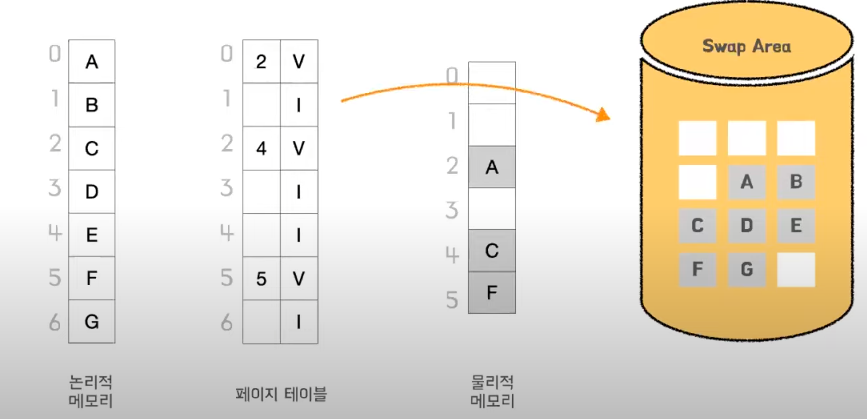 Swap Area
0 A
1 B
2 C
3 D
4 E
5 F
6 G
논리적
메모리
0 2 V
1 I
2 4 V
3 I
4 I
5 5 V
6 I
페이지 테이블
0
1
2 A
3
4 C
5 F
물리적
메모리
A B
C D E
F G